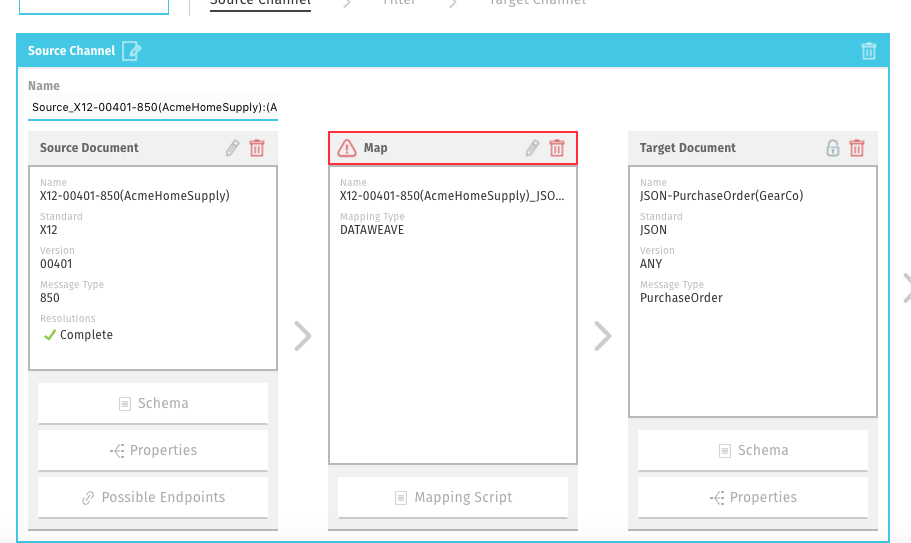 Source Channel
Filter
Target Channel
Source Channel
Name
Source_X12-00401-850(AcmeHomeSupply):(A
Source Document
Name
X12-00401-850(AcmeHomeSupply)
Standard
X12
Version
00401
Message Type
850
Resolutions
Complete
Schema
Properties
Possible Endpoints
Map
Name
X12-00401-850(AcmeHomeSupply)_JSO...
Mapping Type
DATAWEAVE
Mapping Script
Target Document
Name
JSON-PurchaseOrder(GearCo)
Standard
JSON
Version
ANY
Message Type
PurchaseOrder
Schema
Properties